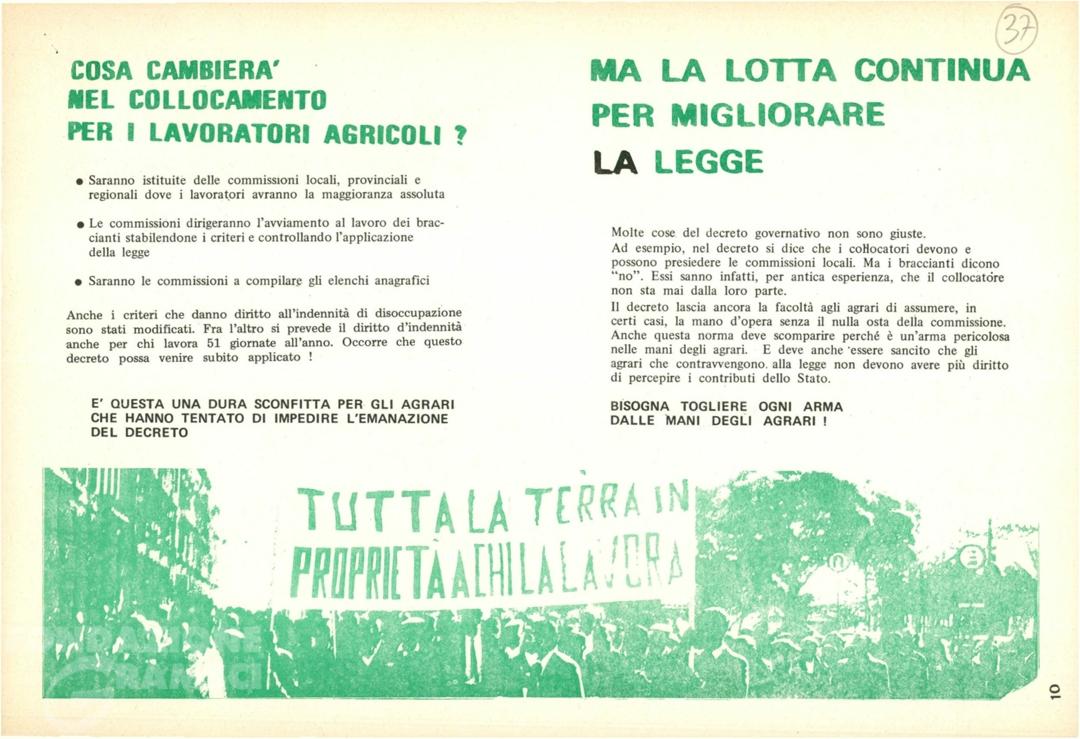 37
COSA CAMBIERA'
NEL COLLOCAMENTO
PER I LAVORATORI AGRICOLI ?
● Saranno istituite delle commissioni locali, provinciali e
regionali dove i lavoratori avranno la maggioranza assoluta
● Le commissioni dirigeranno l'avviamento al lavoro dei brac-
cianti stabilendone i criteri e controllando l'applicazione
della legge
● Saranno le commissioni a compilare gli elenchi anagrafici
Anche i criteri che danno diritto all'indennità di disoccupazione
sono stati modificati. Fra l'altro si prevede il diritto d'indennità
anche per chi lavora 51 giornate all'anno. Occorre che questo
decreto possa venire subito applicato !
E' QUESTA UNA DURA SCONFITTA PER GLI AGRARI
CHE HANNO TENTATO DI IMPEDIRE L'EMANAZIONE
DEL DECRETO
MA LA LOTTA CONTINUA
PER MIGLIORARE
LA LEGGE
Molte cose del decreto governativo non sono giuste.
Ad esempio, nel decreto si dice che i collocatori devono e
possono presiedere le commissioni locali. Ma i braccianti dicono
"no". Essi sanno infatti, per antica esperienza, che il collocatore
non sta mai dalla loro parte.
Il decreto lascia ancora la facoltà agli agrari di assumere, in
certi casi, la mano d'opera senza il nulla osta della commissione.
Anche questa norma deve scomparire perché è un'arma pericolosa
nelle mani degli agrari. E deve anche essere sancito che gli
agrari che contravvengono. alla legge non devono avere più diritto
di percepire i contributi dello Stato.
BISOGNA TOGLIERE OGNI ARMA
DALLE MANI DEGLI AGRARI !
TUTTA LA TERRA IN
PROPRIETÀ A CHI LA LAVORA
FONDAZIONE
GRAMSCI
10